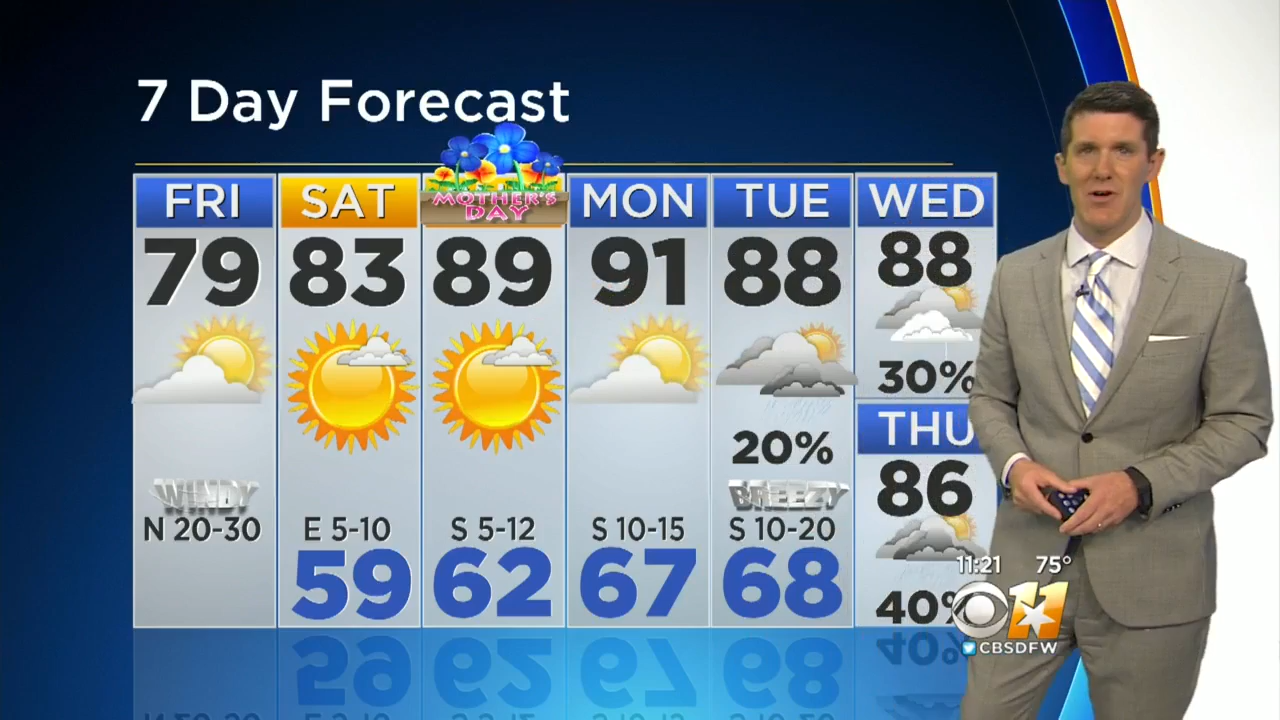 7 Day Forecast
FRI SAT MOTHER'S DAY MON TUE WED
79 83 89 91 88 88
30%
THU
20% 86
WINDY BREEZY
N 20-30 E 5-10 S 5-12 S 10-15 S 10-20
59 62 67 68
40%
11:21 75°
11
CBSDFW